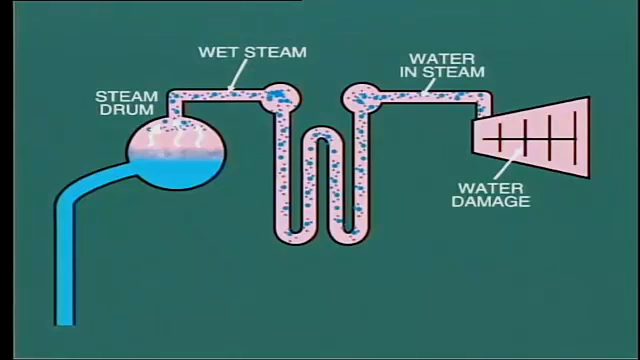 WET STEAM
WATER
IN STEAM
STEAM
DRUM
WATER
DAMAGE